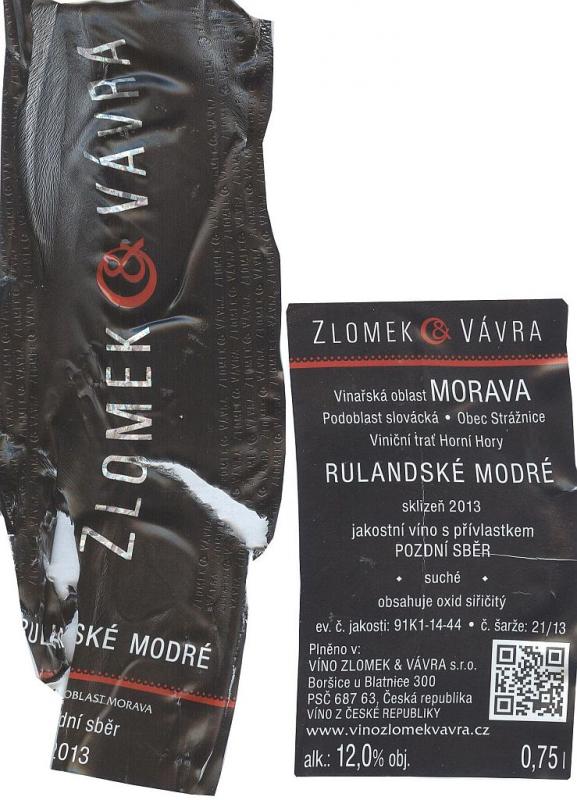 ZLOMEK & VÁVRA
RULANDSKÉ MODRÉ
OBLAST MORAVA
dní sběr
2013
ZLOMEK & VÁVRA
Vinařská oblast MORAVA
Podoblast slovácká • Obec Strážnice
Viniční trať Horní Hory
RULANDSKÉ MODRÉ
sklizeň 2013
jakostní víno s přívlastkem
POZDNÍ SBĚR
suché
obsahuje oxid siřičitý
ev. č. jakosti: 91K1-14-44 • č. šarže: 21/13
Plněno v:
VÍNO ZLOMEK & VÁVRA s.r.o.
Boršice u Blatnice 300
PSČ 687 63, Česká republika
VÍNO Z ČESKÉ REPUBLIKY
www.vinozlomekvavra.cz
alk.: 12,0% obj. 0,75 l